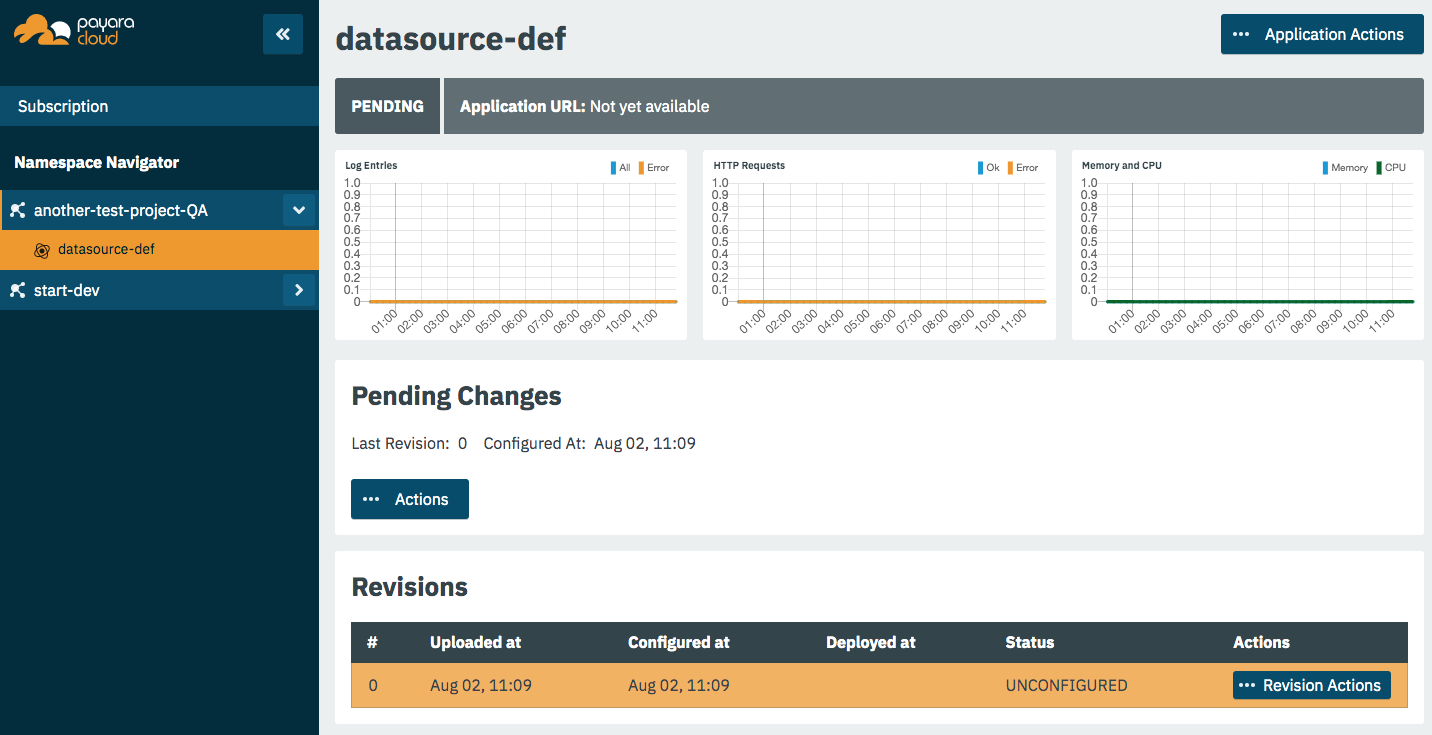 payara
cloud
Subscription
Namespace Navigator
another-test-project-QA
datasource-def
start-dev
datasource-def
Application Actions
PENDING
Application URL: Not yet available
Log Entries All Error
1.0
0.9
0.8
0.7
0.6
0.5
0.4
0.3
0.2
0.1
0
01:00 02:00 03:00 04:00 05:00 06:00 07:00 08:00 09:00 10:00 11:00
HTTP Requests Ok Error
1.0
0.9
0.8
0.7
0.6
0.5
0.4
0.3
0.2
0.1
0
01:00 02:00 03:00 04:00 05:00 06:00 07:00 08:00 09:00 10:00 11:00
Memory and CPU Memory CPU
1.0
0.9
0.8
0.7
0.6
0.5
0.4
0.3
0.2
0.1
0
01:00 02:00 03:00 04:00 05:00 06:00 07:00 08:00 09:00 10:00 11:00
Pending Changes
Last Revision: 0 Configured At: Aug 02, 11:09
Actions
Revisions
# Uploaded at Configured at Deployed at Status Actions
0 Aug 02, 11:09 Aug 02, 11:09 UNCONFIGURED Revision Actions